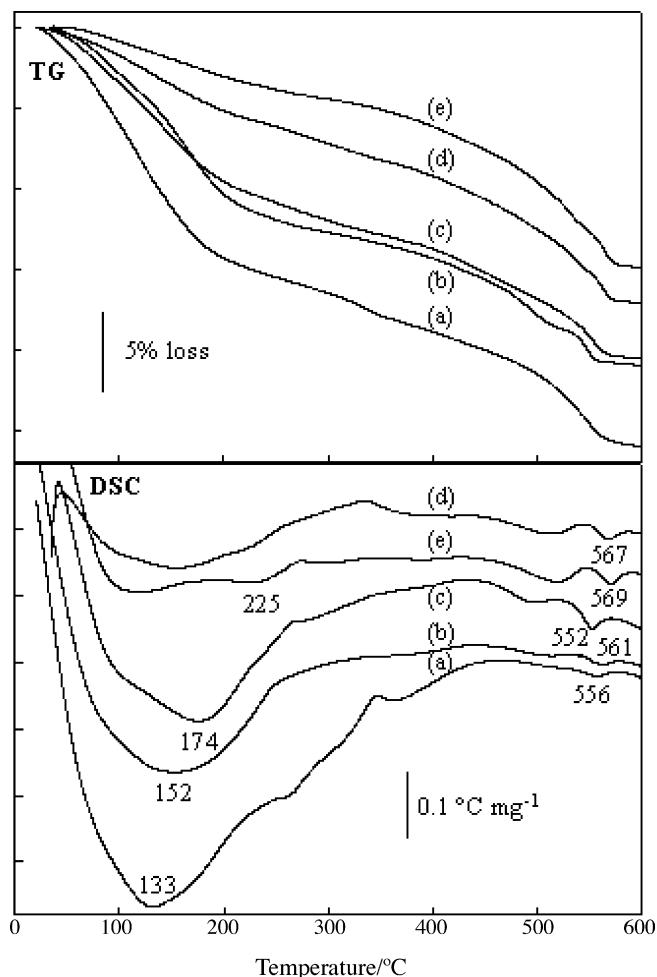 TG
(e)
(d)
(c)
(b)
(a)
5% loss
DSC
(d)
567
(e)
225
569
(c)
552
561
(b)
(a)
556
174
152
0.1 °C mg-1
133
0 100 200 300 400 500 600
Temperature/ºC